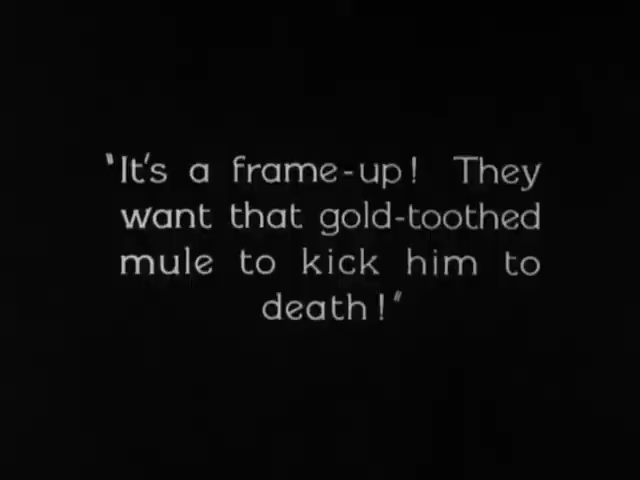 "It's a frame-up! They
want that gold-toothed
mule to kick him to
death!"